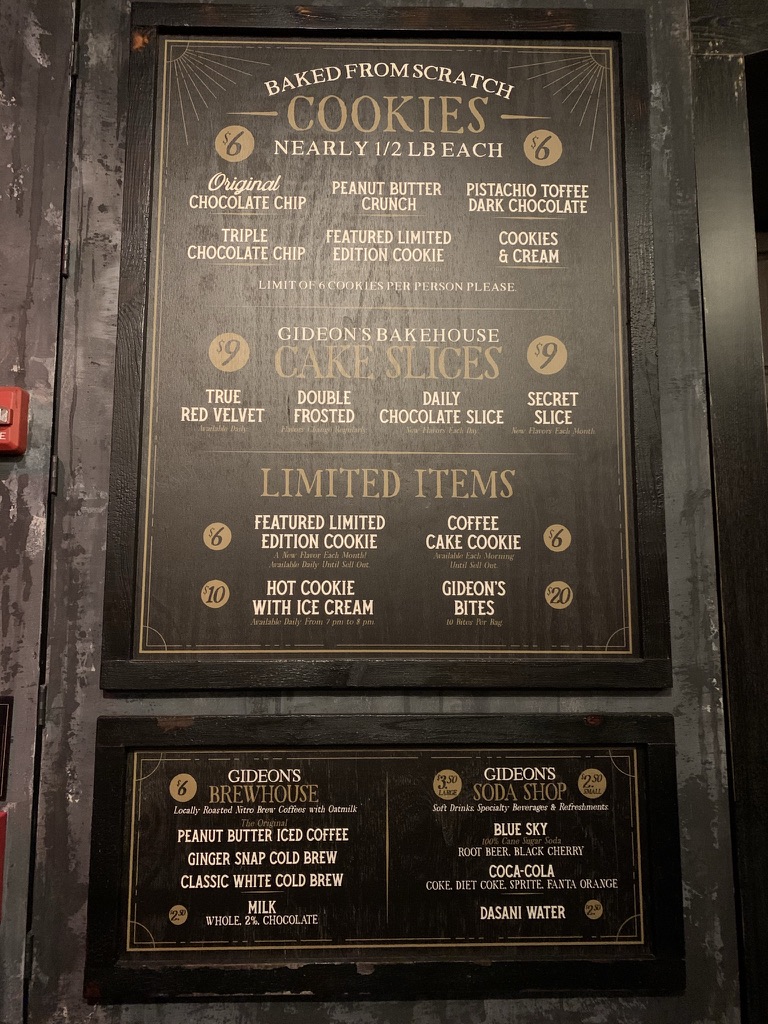 BAKED FROM SCRATCH
COOKIES
$6 NEARLY 1/2 LB EACH $6
Original CHOCOLATE CHIP
PEANUT BUTTER CRUNCH
PISTACHIO TOFFEE DARK CHOCOLATE
TRIPLE CHOCOLATE CHIP
FEATURED LIMITED EDITION COOKIE
COOKIES & CREAM
LIMIT OF 6 COOKIES PER PERSON PLEASE.
GIDEON'S BAKEHOUSE
$9 CAKE SLICES $9
TRUE RED VELVET
Available Daily
DOUBLE FROSTED
Flavors Change Regularly
DAILY CHOCOLATE SLICE
New Flavors Each Day
SECRET SLICE
New Flavors Each Month
LIMITED ITEMS
$6 FEATURED LIMITED EDITION COOKIE
A New Flavor Each Month!
Available Daily Until Sell Out.
COFFEE CAKE COOKIE $6
Available Each Morning
Until Sell Out.
$10 HOT COOKIE WITH ICE CREAM
Available Daily From 7 pm to 8 pm
GIDEON'S BITES $20
10 Bites Per Bag
$6 GIDEON'S
BREWHOUSE
Locally Roasted Nitro Brew Coffees with Oatmilk
The Original
PEANUT BUTTER ICED COFFEE
GINGER SNAP COLD BREW
CLASSIC WHITE COLD BREW
$2.50 MILK
WHOLE, 2%, CHOCOLATE
$3.50 LARGE GIDEON'S SODA SHOP $2.50 SMALL
Soft Drinks, Specialty Beverages & Refreshments
BLUE SKY
100% Cane Sugar Soda
ROOT BEER, BLACK CHERRY
COCA-COLA
COKE, DIET COKE, SPRITE, FANTA ORANGE
DASANI WATER $2.50